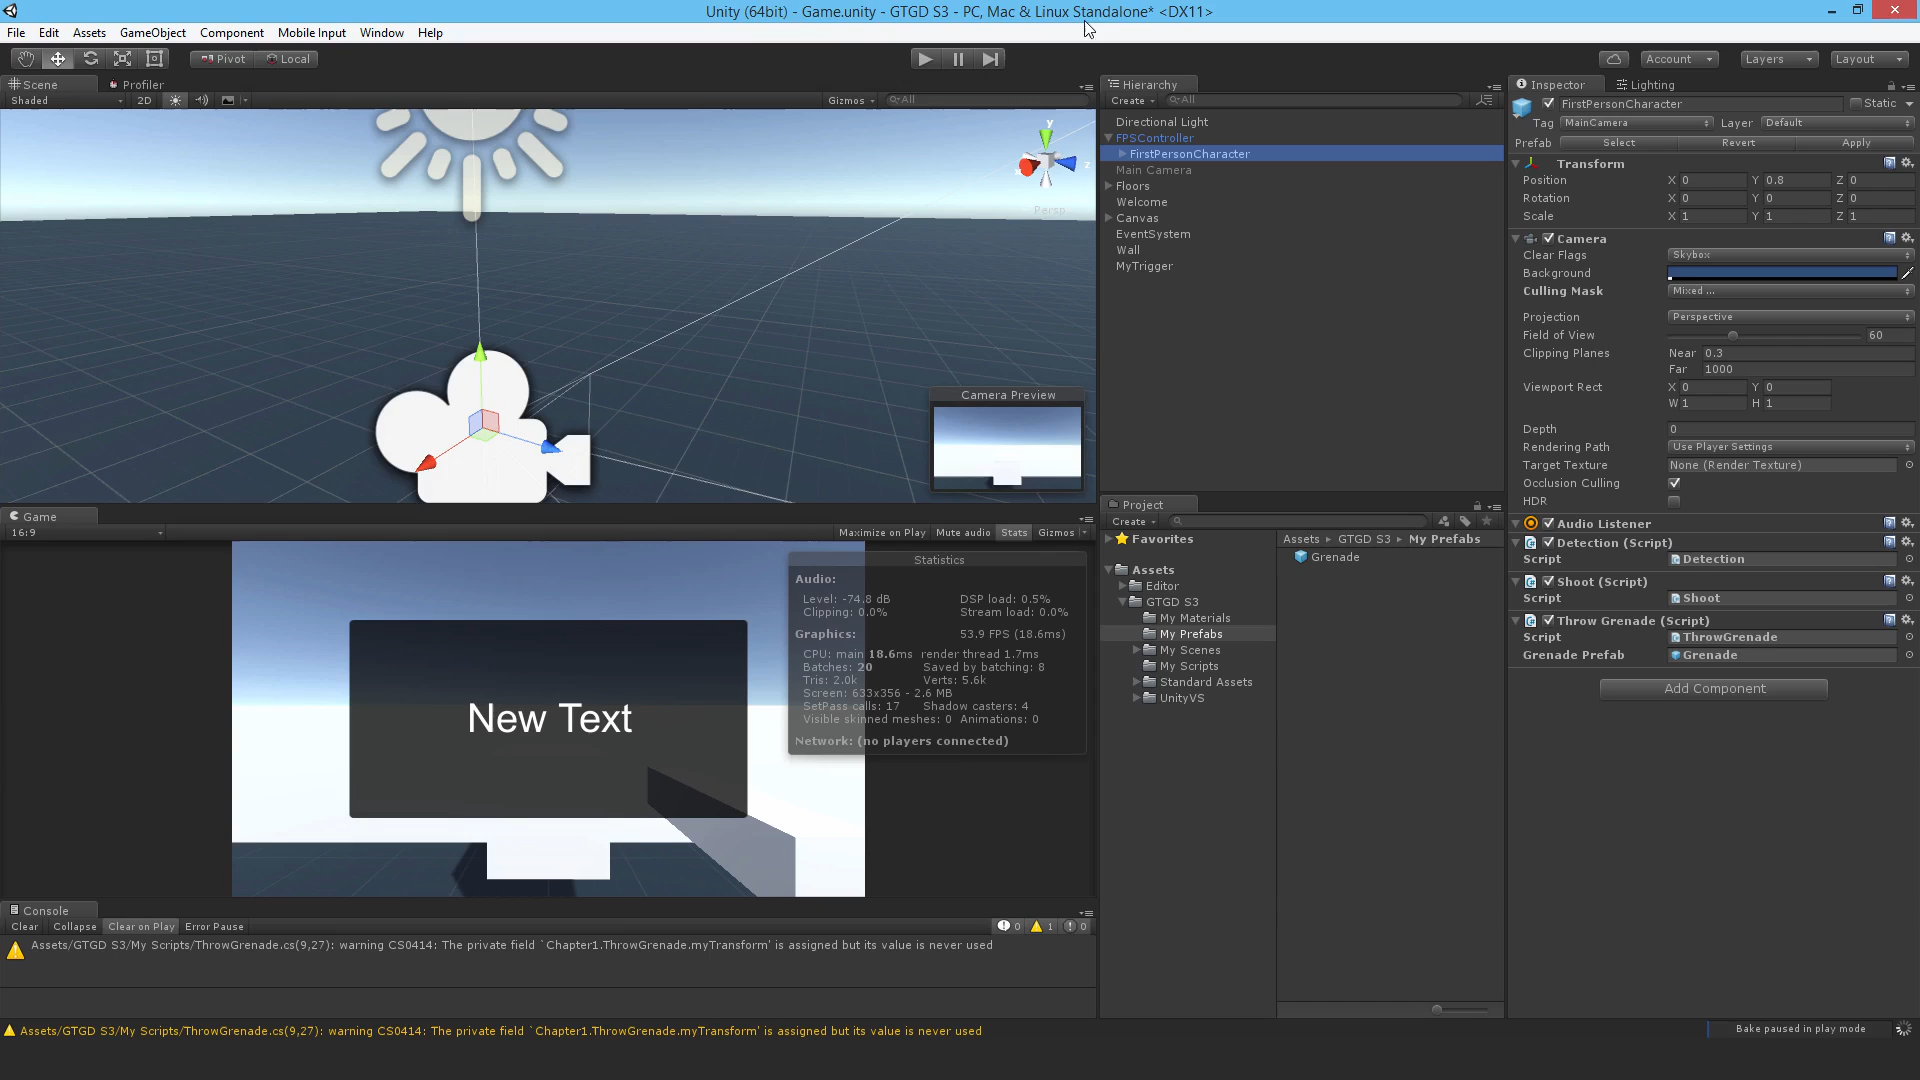 Unity (64bit) - Game.unity - GTGD S3 - PC, Mac & Linux Standalone* <DX11>
File Edit Assets GameObject Component Mobile Input Window Help
Pivot Local Account Layers Layout
Scene Profiler
Shaded 2D Gizmos All
y
x
z
Persp
Camera Preview
Game
16:9 Maximize on Play Mute audio Stats Gizmos
Statistics
Audio:
Level: -74.8 dB DSP load: 0.5%
Clipping: 0.0% Stream load: 0.0%
Graphics: 53.9 FPS (18.6ms)
CPU: main 18.6ms render thread 1.7ms
Batches: 20 Saved by batching: 8
Tris: 2.0k Verts: 5.6k
Screen: 633x356 - 2.6 MB
SetPass calls: 17 Shadow casters: 4
Visible skinned meshes: 0 Animations: 0
Network: (no players connected)
New Text
Console
Clear Collapse Clear on Play Error Pause 0 1 0
Assets/GTGD S3/My Scripts/ThrowGrenade.cs(9,27): warning CS0414: The private field `Chapter1.ThrowGrenade.myTransform' is assigned but its value is never used
Hierarchy
Create All
Directional Light
FPSController
FirstPersonCharacter
Main Camera
Floors
Welcome
Canvas
EventSystem
Wall
MyTrigger
Project
Create
Favorites
Assets
Editor
GTGD S3
My Materials
My Prefabs
My Scenes
My Scripts
Standard Assets
UnityVS
Assets GTGD S3 My Prefabs
Grenade
Inspector Lighting
FirstPersonCharacter Static
Tag MainCamera Layer Default
Prefab Select Revert Apply
Transform
Position X 0 Y 0.8 Z 0
Rotation X 0 Y 0 Z 0
Scale X 1 Y 1 Z 1
Camera
Clear Flags Skybox
Background
Culling Mask Mixed ...
Projection Perspective
Field of View 60
Clipping Planes Near 0.3
Far 1000
Viewport Rect X 0 Y 0
W 1 H 1
Depth 0
Rendering Path Use Player Settings
Target Texture None (Render Texture)
Occlusion Culling
HDR
Audio Listener
Detection (Script)
Script Detection
Shoot (Script)
Script Shoot
Throw Grenade (Script)
Script ThrowGrenade
Grenade Prefab Grenade
Add Component
Assets/GTGD S3/My Scripts/ThrowGrenade.cs(9,27): warning CS0414: The private field `Chapter1.ThrowGrenade.myTransform' is assigned but its value is never used
Bake paused in play mode